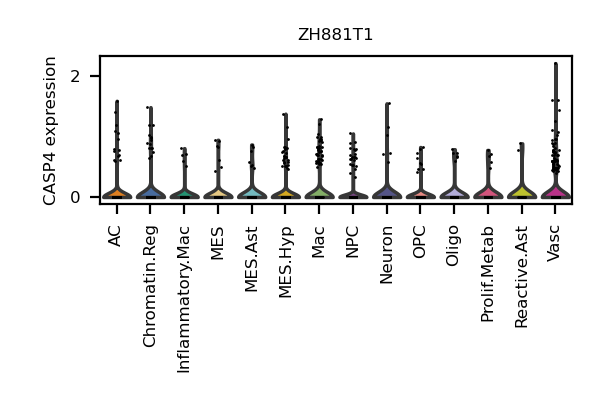 ZH881T1
CASP4 expression
2
0
AC
Chromatin.Reg
Inflammatory.Mac
MES
MES.Ast
MES.Hyp
Mac
NPC
Neuron
OPC
Oligo
Prolif.Metab
Reactive.Ast
Vasc